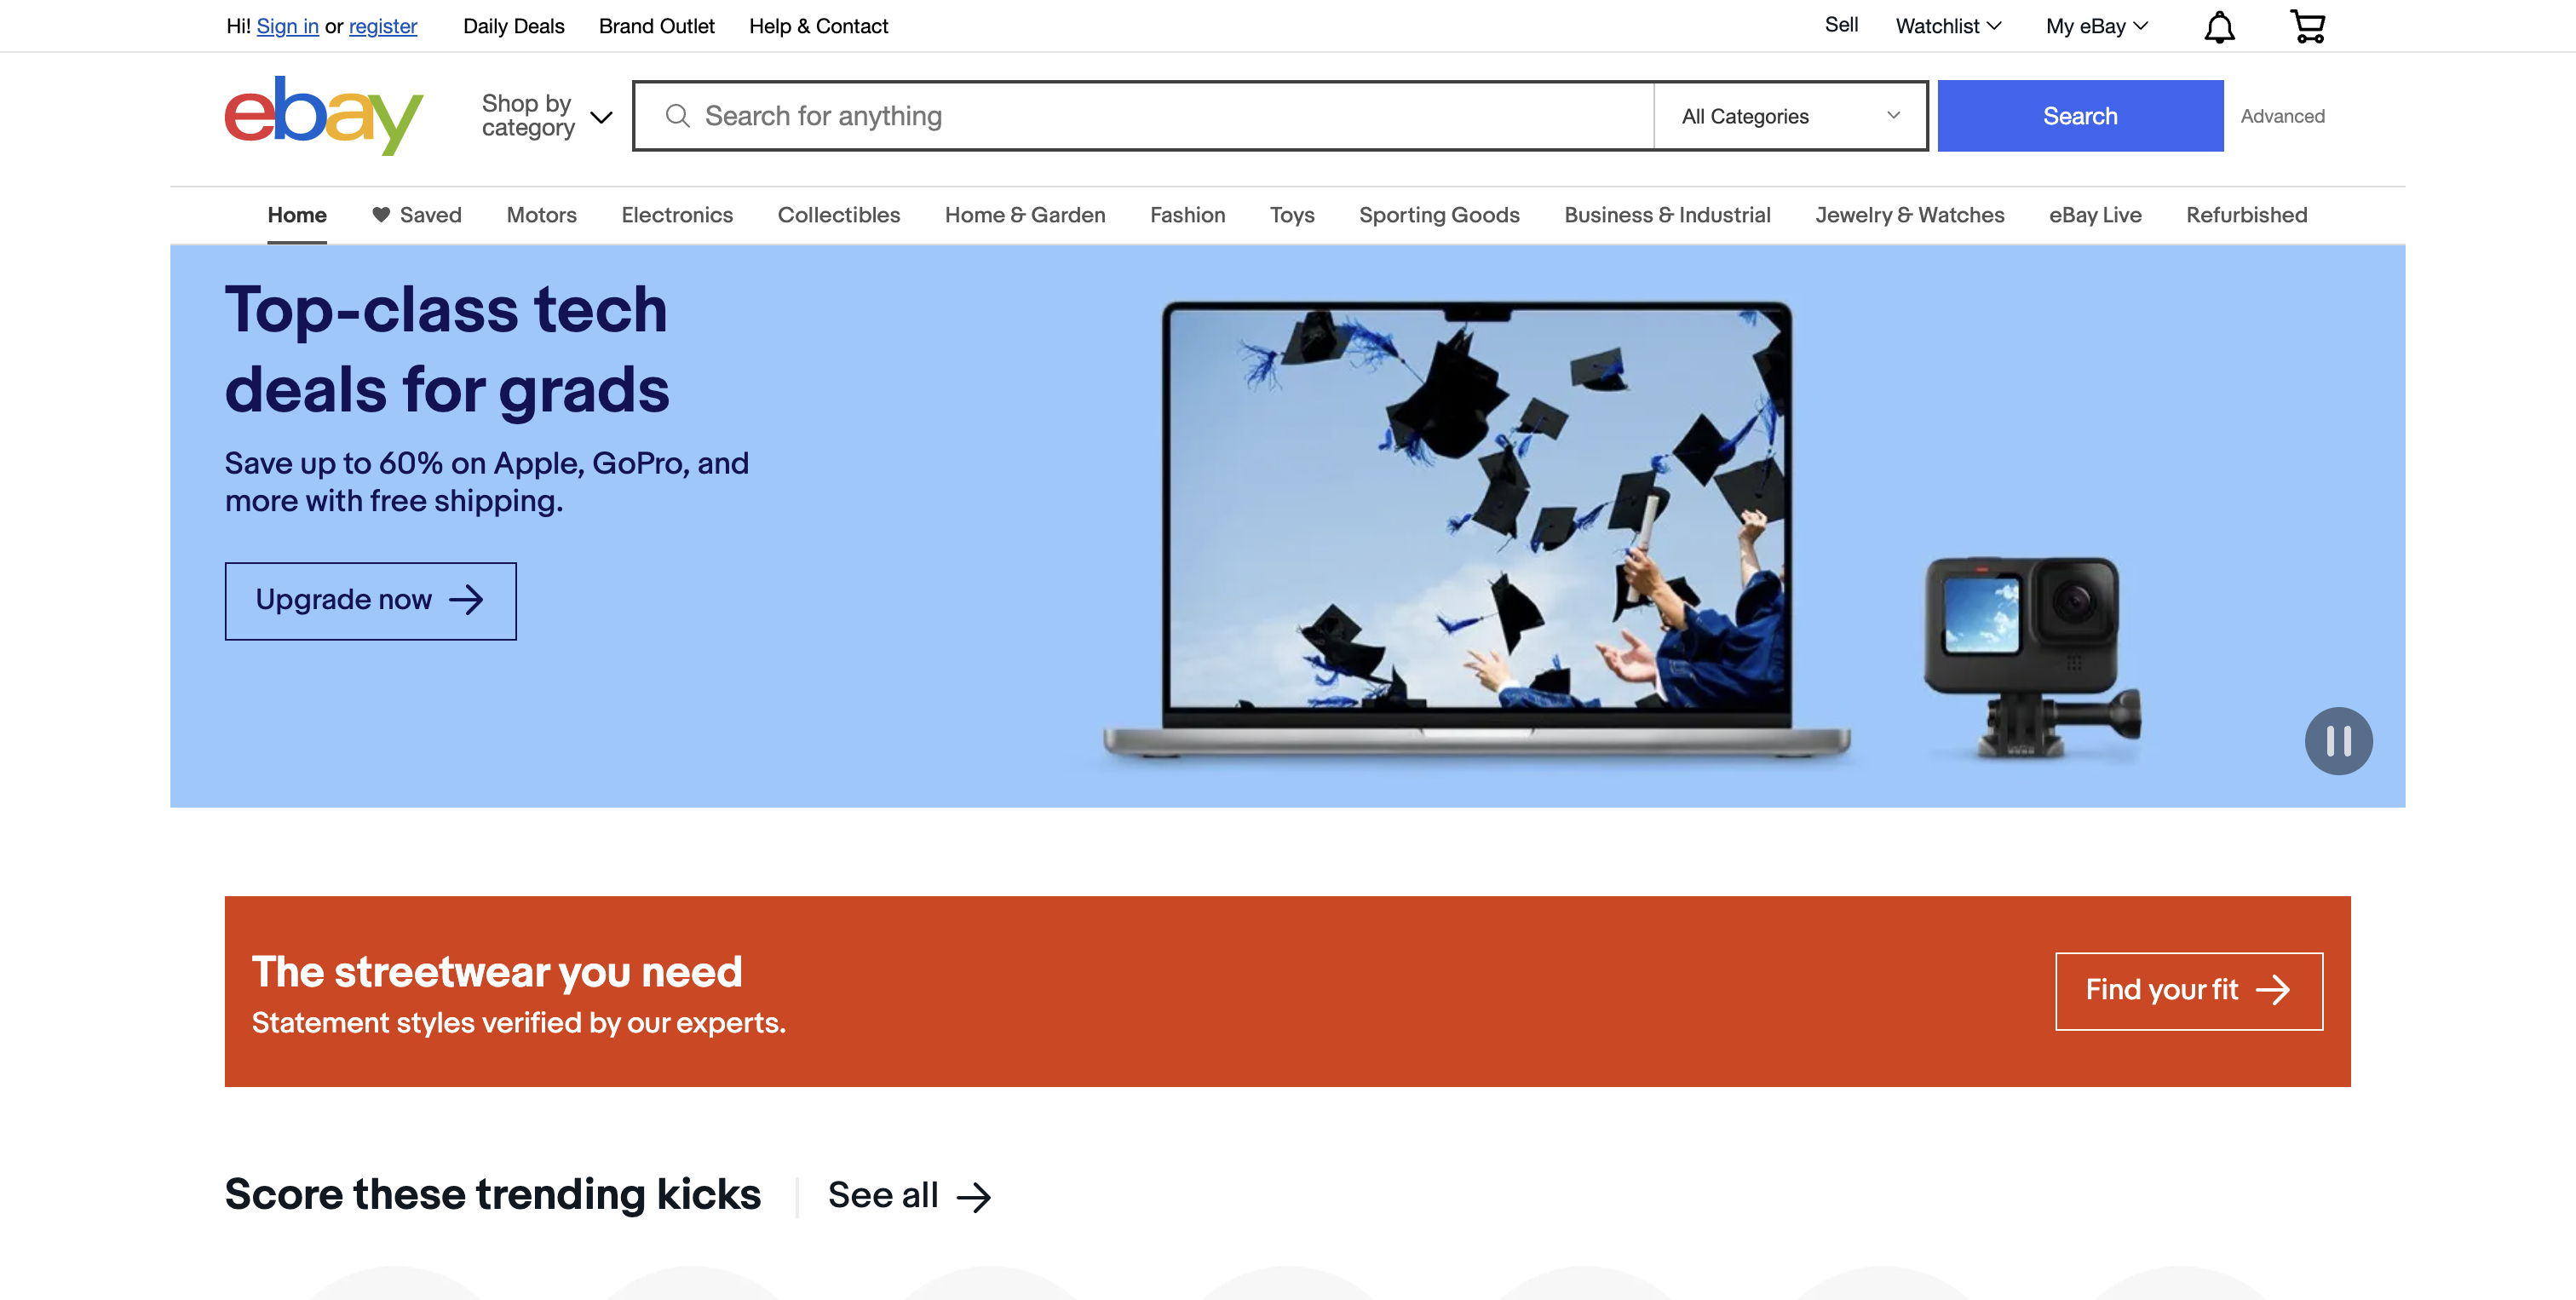 Hi! Sign in or register
Daily Deals
Brand Outlet
Help & Contact
Sell
Watchlist
My eBay
ebay
Shop by
category
Search for anything
All Categories
Search
Advanced
Home
Saved
Motors
Electronics
Collectibles
Home & Garden
Fashion
Toys
Sporting Goods
Business & Industrial
Jewelry & Watches
eBay Live
Refurbished
Top-class tech
deals for grads
Save up to 60% on Apple, GoPro, and
more with free shipping.
Upgrade now
The streetwear you need
Statement styles verified by our experts.
Find your fit
Score these trending kicks
See all